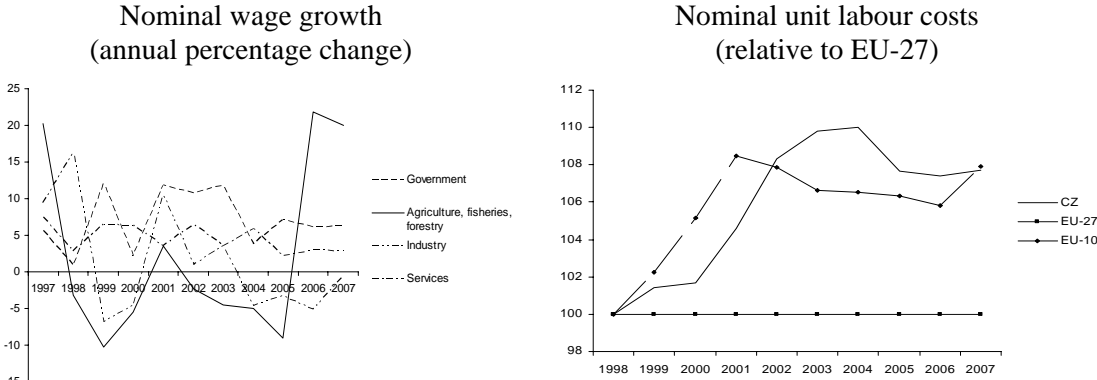 Nominal wage growth
(annual percentage change)
25
20
15
10
5
0
-5
-10
-15
1997 1998 1999 2000 2001 2002 2003 2004 2005 2006 2007
Government
Agriculture, fisheries,
forestry
Industry
Services
Nominal unit labour costs
(relative to EU-27)
112
110
108
106
104
102
100
98
1998 1999 2000 2001 2002 2003 2004 2005 2006 2007
CZ
EU-27
EU-10